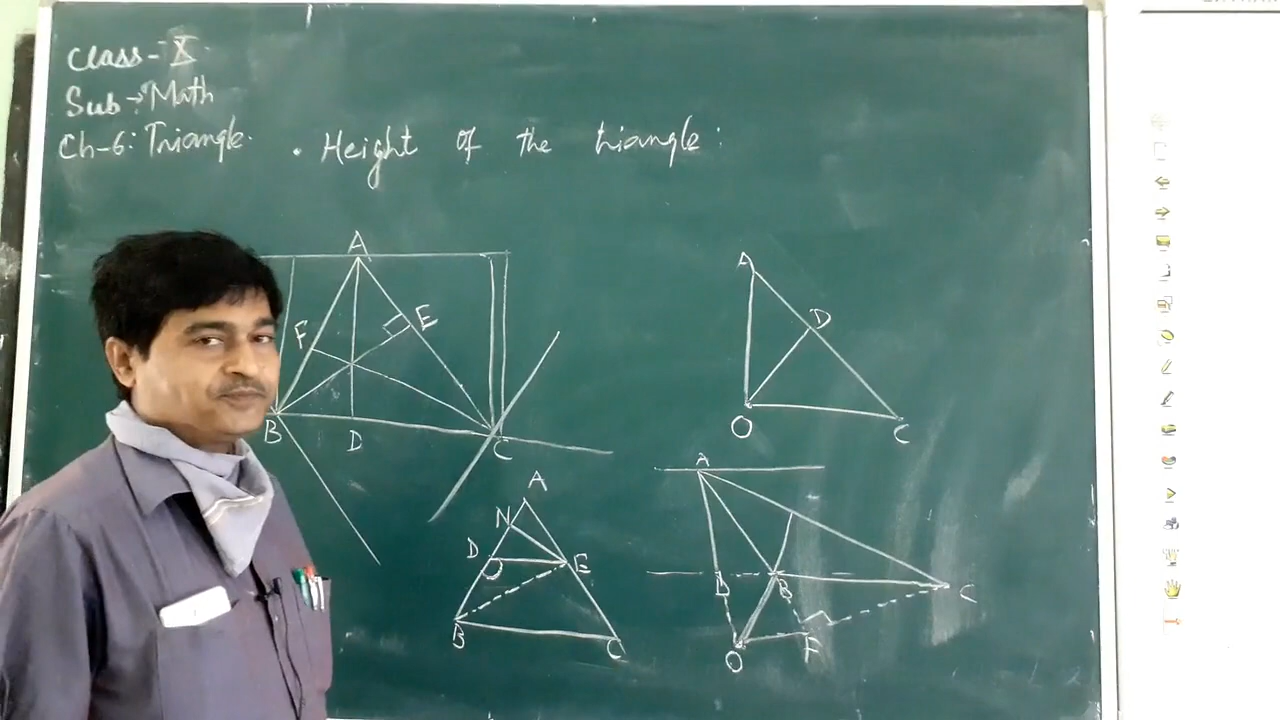 Class - X
Sub → Math
Ch-6: Triangle.
• Height of the triangle:
A
F
E
B
D
C
A
D
O
C
A
N
D
E
B
C
A
D
B
C
O
F